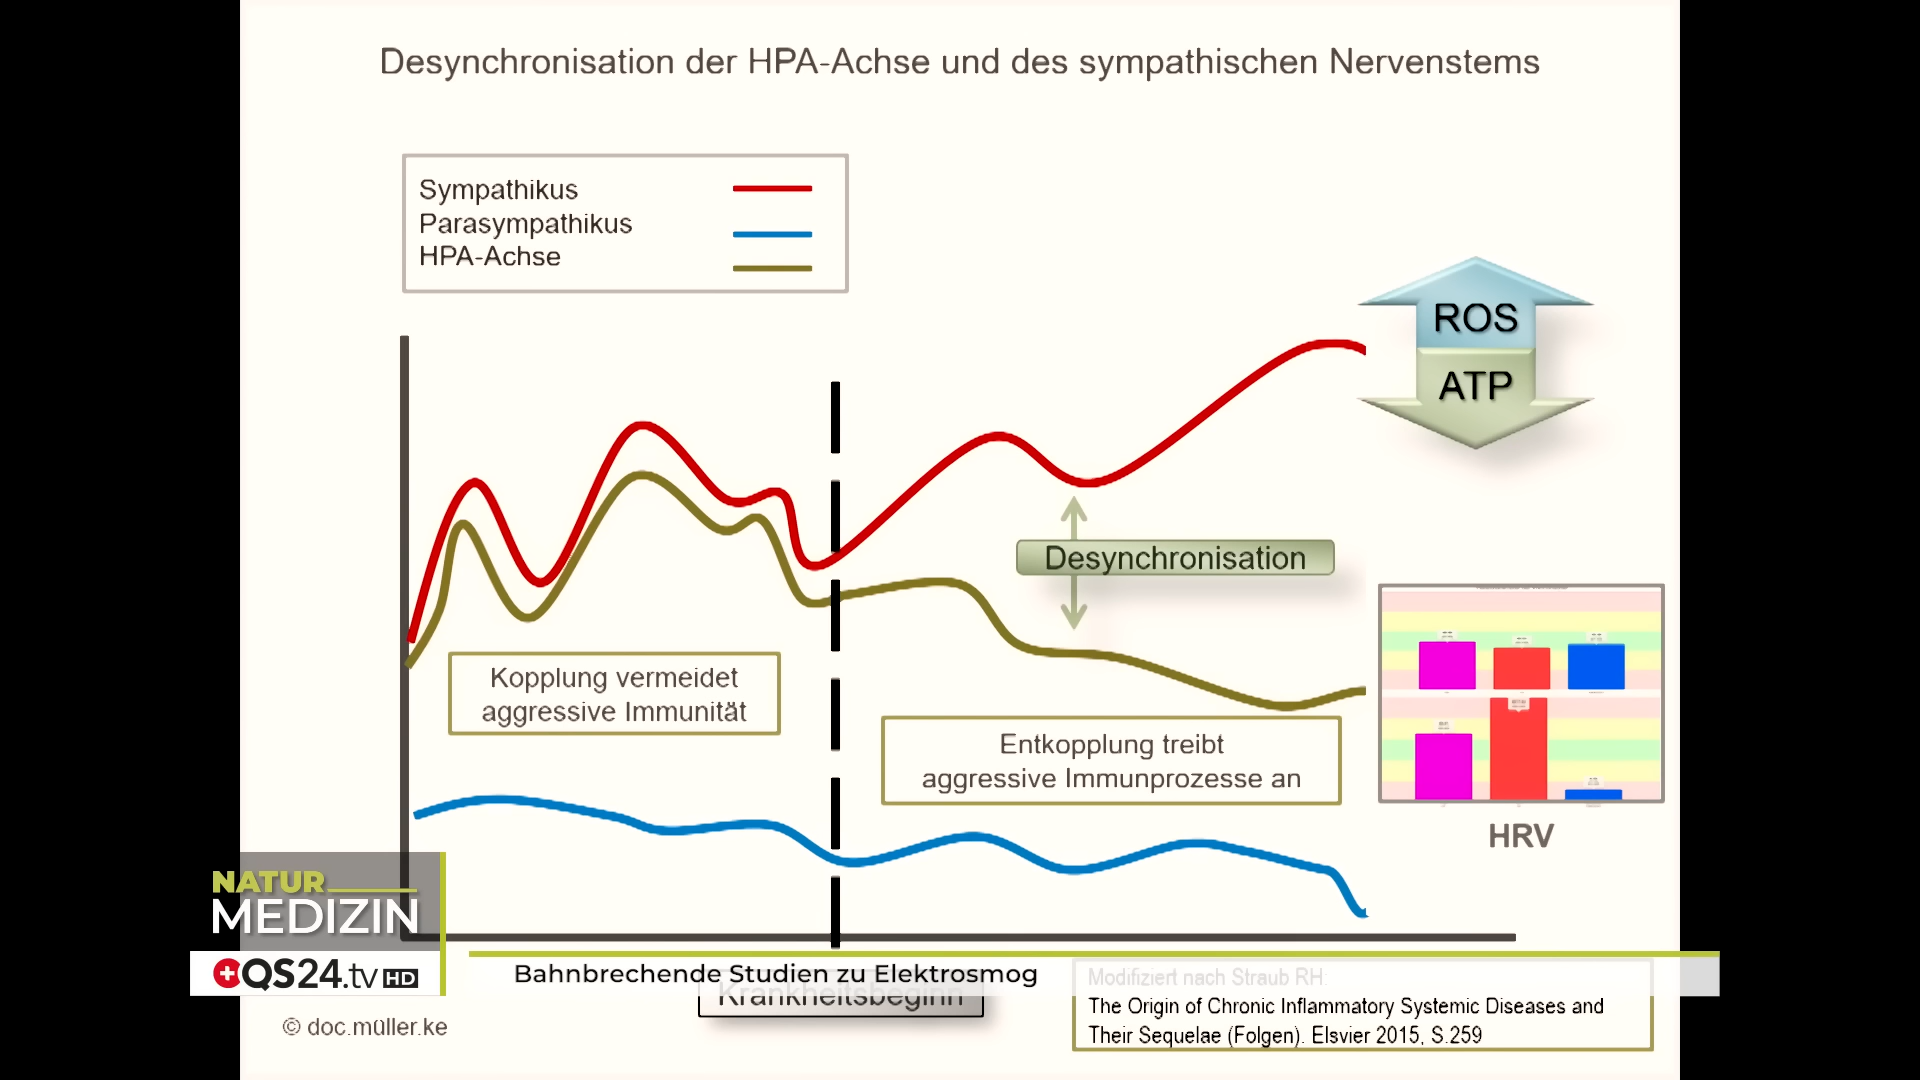 Desynchronisation der HPA-Achse und des sympathischen Nervenstems
Sympathikus
Parasympathikus
HPA-Achse
ROS
ATP
Desynchronisation
Kopplung vermeidet
aggressive Immunität
Entkopplung treibt
aggressive Immunprozesse an
HRV
NATUR
MEDIZIN
QS24.tv HD
Bahnbrechende Studien zu Elektrosmog
Krankheitsbeginn
Modifiziert nach Straub RH.
The Origin of Chronic Inflammatory Systemic Diseases and
Their Sequelae (Folgen). Elsvier 2015, S.259
© doc.müller.ke